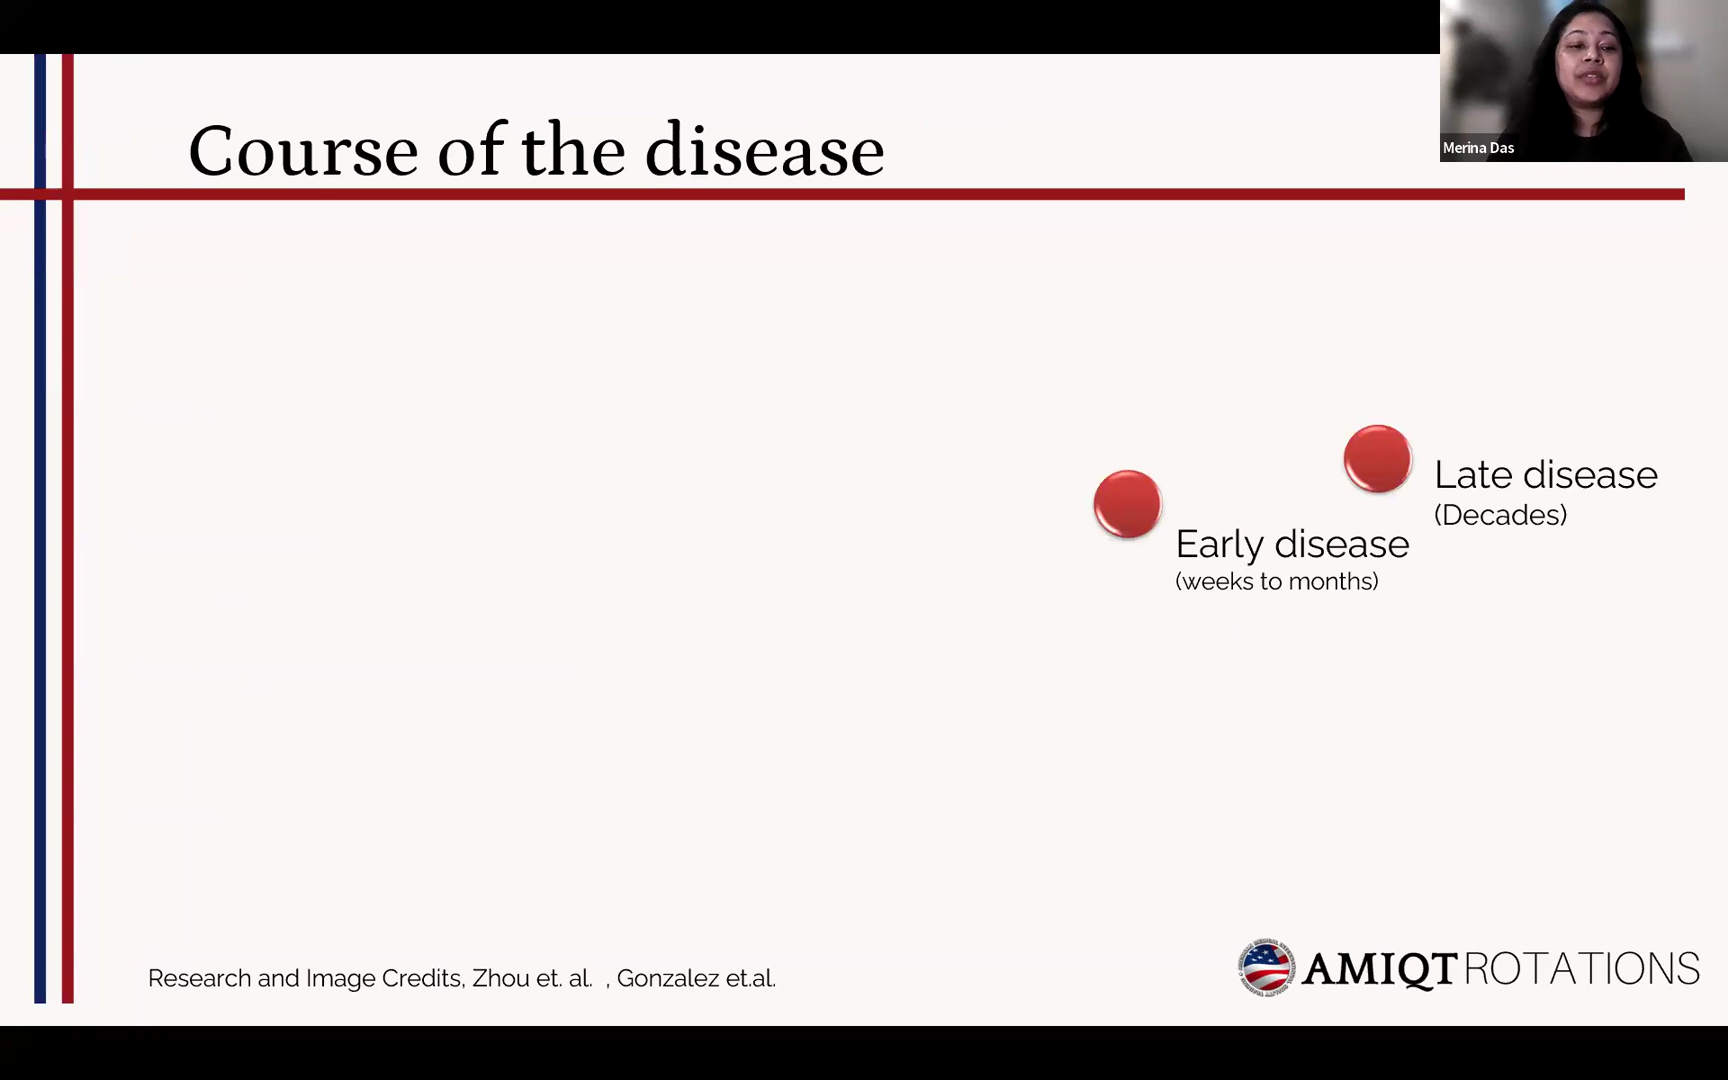 Merina Das
Course of the disease
Late disease
(Decades)
Early disease
(weeks to months)
Research and Image Credits, Zhou et. al.  , Gonzalez et.al.
AMIQT ROTATIONS